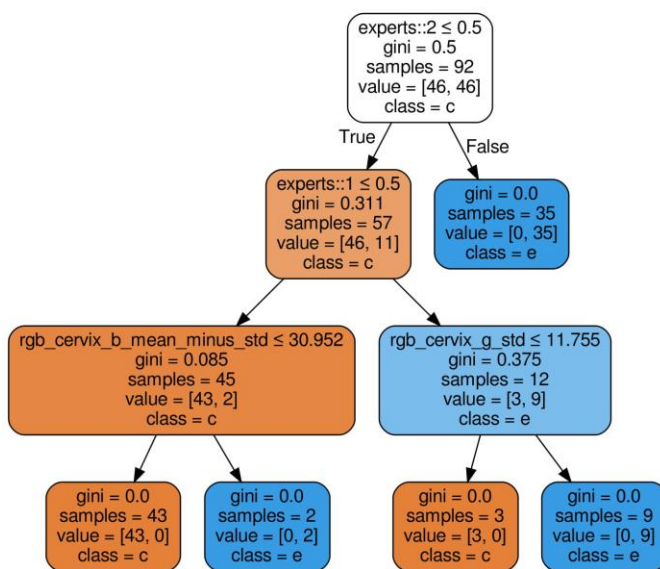 experts::2 ≤ 0.5
gini = 0.5
samples = 92
value = [46, 46]
class = c
True
False
experts::1 ≤ 0.5
gini = 0.311
samples = 57
value = [46, 11]
class = c
gini = 0.0
samples = 35
value = [0, 35]
class = e
rgb_cervix_b_mean_minus_std ≤ 30.952
gini = 0.085
samples = 45
value = [43, 2]
class = c
rgb_cervix_g_std ≤ 11.755
gini = 0.375
samples = 12
value = [3, 9]
class = e
gini = 0.0
samples = 43
value = [43, 0]
class = c
gini = 0.0
samples = 2
value = [0, 2]
class = e
gini = 0.0
samples = 3
value = [3, 0]
class = c
gini = 0.0
samples = 9
value = [0, 9]
class = e